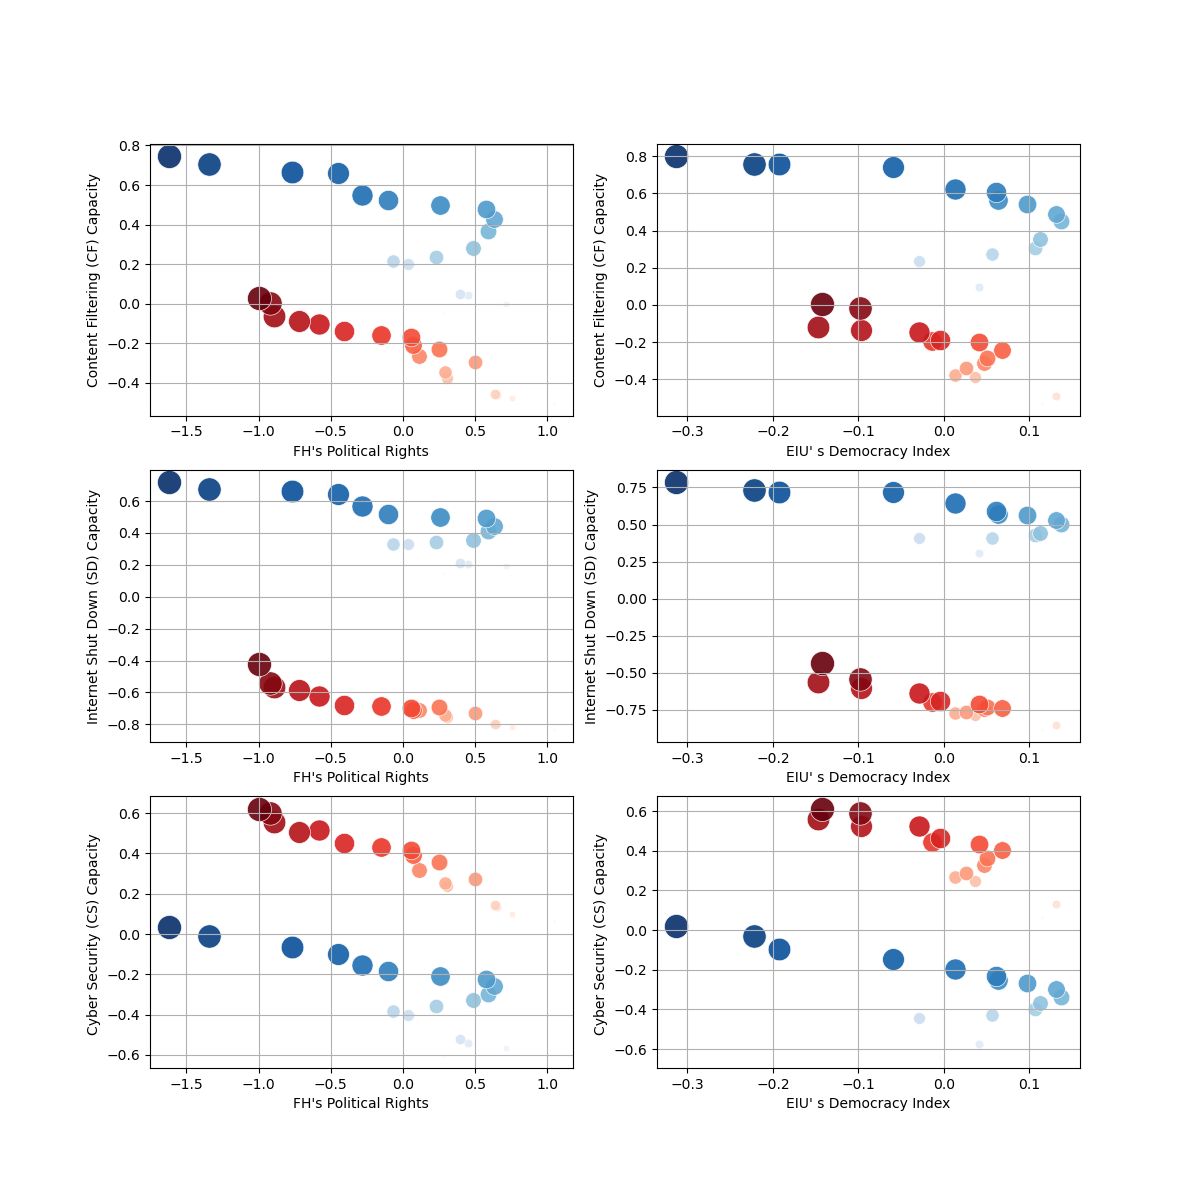 Content Filtering (CF) Capacity
0.8
0.6
0.4
0.2
0.0
−0.2
−0.4
−1.5 −1.0 −0.5 0.0 0.5 1.0
FH's Political Rights
Content Filtering (CF) Capacity
0.8
0.6
0.4
0.2
0.0
−0.2
−0.4
−0.3 −0.2 −0.1 0.0 0.1
EIU' s Democracy Index
Internet Shut Down (SD) Capacity
0.6
0.4
0.2
0.0
−0.2
−0.4
−0.6
−0.8
−1.5 −1.0 −0.5 0.0 0.5 1.0
FH's Political Rights
Internet Shut Down (SD) Capacity
0.75
0.50
0.25
0.00
−0.25
−0.50
−0.75
−0.3 −0.2 −0.1 0.0 0.1
EIU' s Democracy Index
Cyber Security (CS) Capacity
0.6
0.4
0.2
0.0
−0.2
−0.4
−0.6
−1.5 −1.0 −0.5 0.0 0.5 1.0
FH's Political Rights
Cyber Security (CS) Capacity
0.6
0.4
0.2
0.0
−0.2
−0.4
−0.6
−0.3 −0.2 −0.1 0.0 0.1
EIU' s Democracy Index